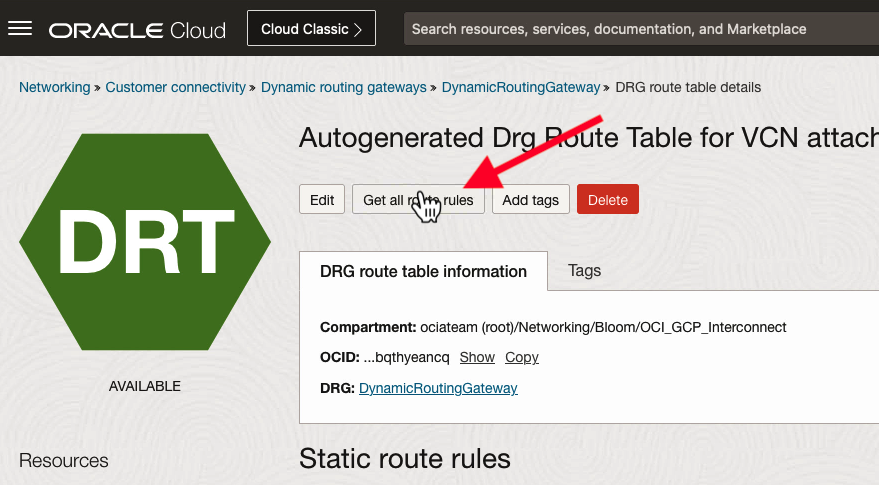 ORACLE Cloud
Cloud Classic >
Search resources, services, documentation, and Marketplace
Networking » Customer connectivity » Dynamic routing gateways » DynamicRoutingGateway » DRG route table details
Autogenerated Drg Route Table for VCN attach
Edit
Get all route rules
Add tags
Delete
DRT
DRG route table information
Tags
Compartment: ociateam (root)/Networking/Bloom/OCI_GCP_Interconnect
OCID: ...bqthyeancq Show Copy
DRG: DynamicRoutingGateway
AVAILABLE
Resources
Static route rules